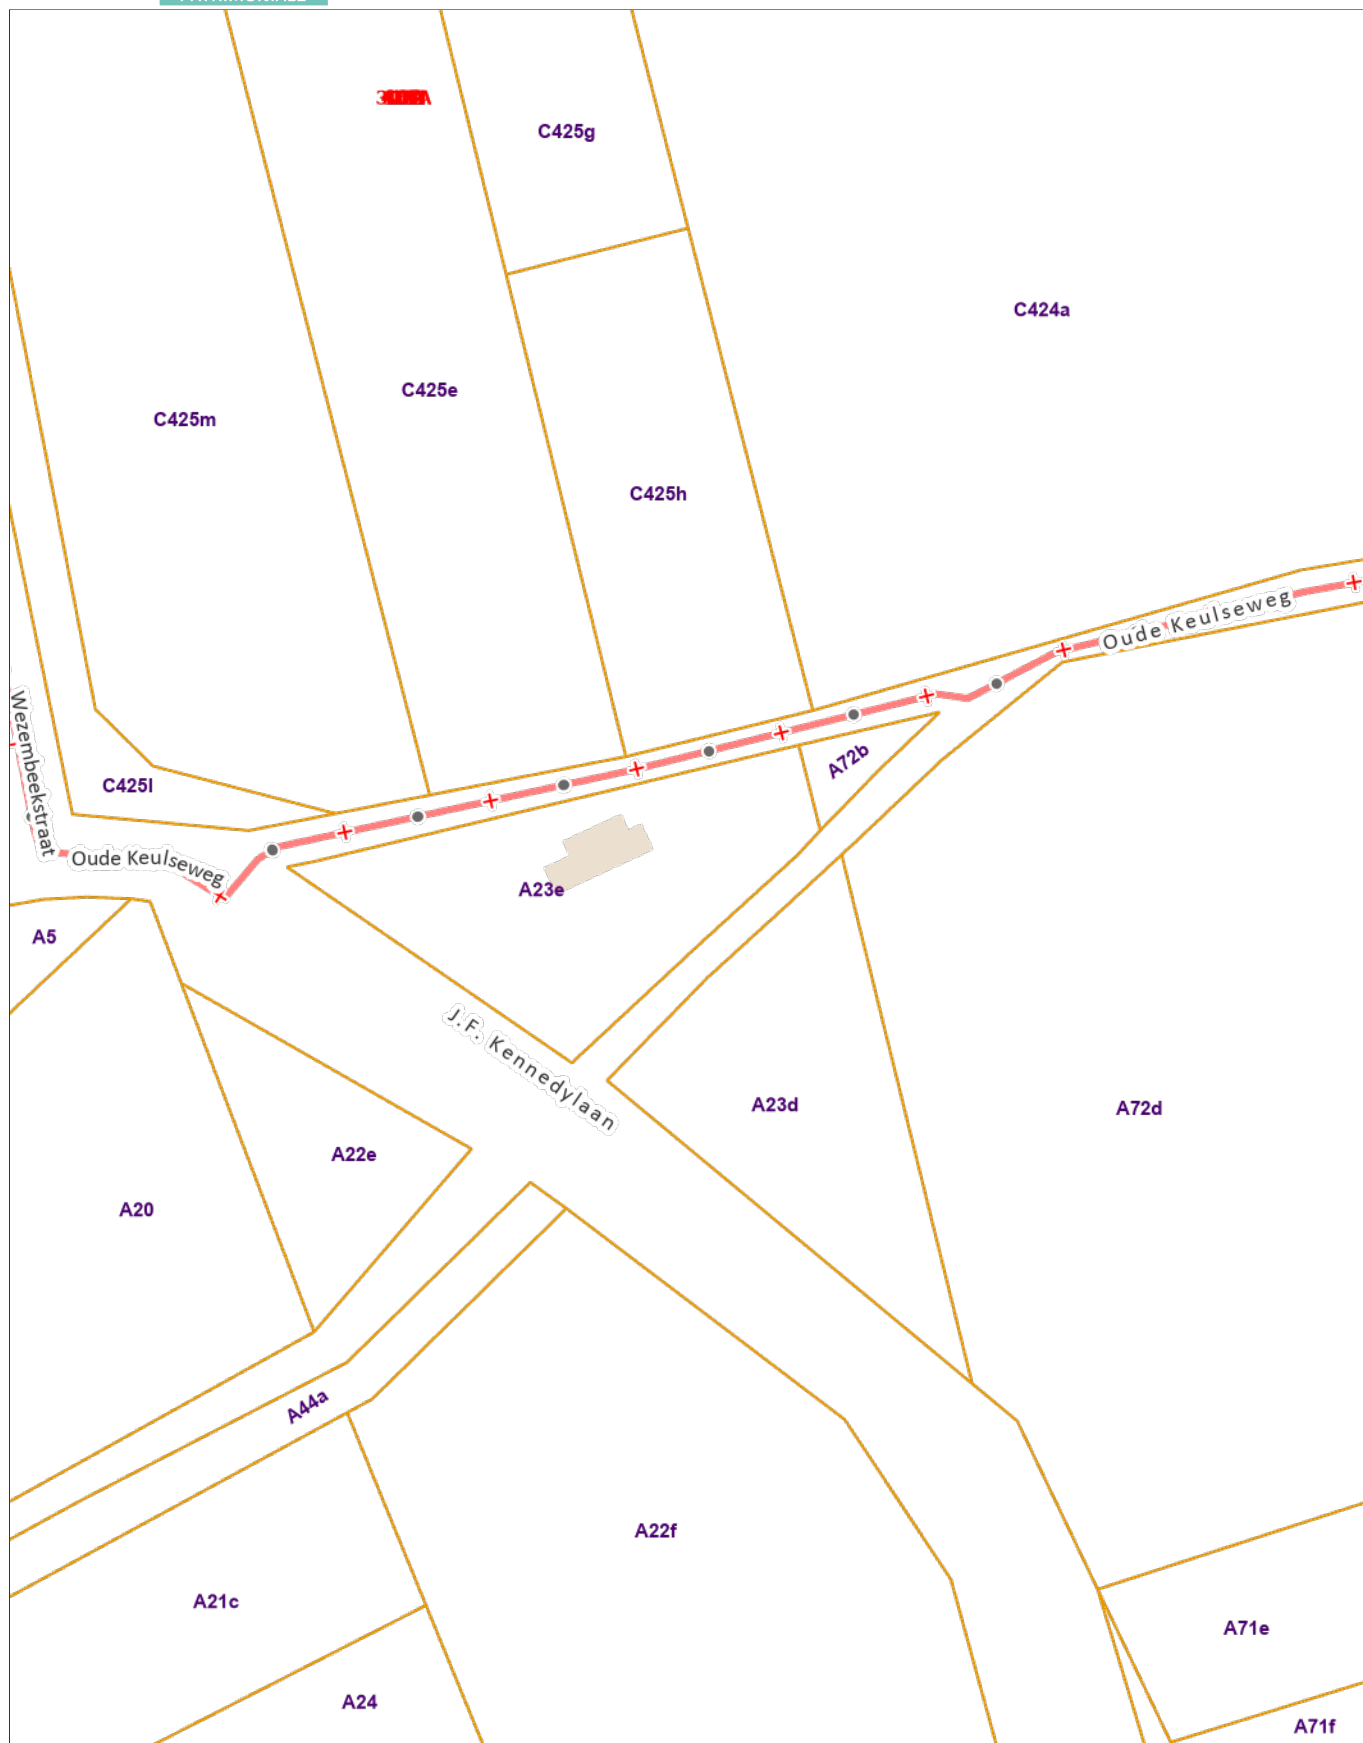 C425g
C424a
C425e
C425m
C425h
Oude Keulseweg
Wezembeekstraat
A72b
C425l
Oude Keulseweg
A23e
A5
J.F. Kennedylaan
A23d
A72d
A22e
A20
A44a
A22f
A21c
A71e
A24
A71f